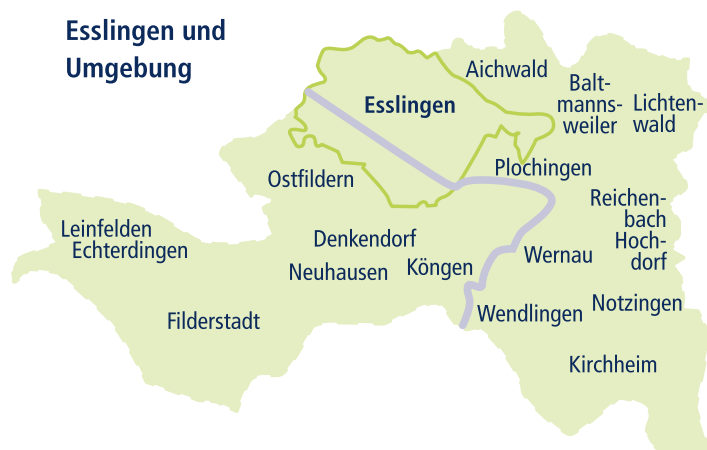 Esslingen und
Umgebung
Aichwald
Balt-
manns-
weiler
Lichten-
wald
Esslingen
Plochingen
Ostfildern
Reichen-
bach
Hoch-
dorf
Leinfelden
Echterdingen
Denkendorf
Neuhausen
Köngen
Wernau
Notzingen
Wendlingen
Filderstadt
Kirchheim